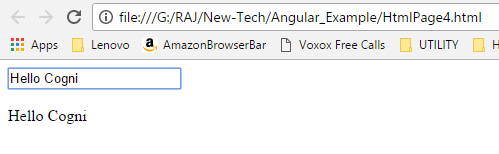 file:///G:/RAJ/New-Tech/Angular_Example/HtmlPage4.html
Apps Lenovo AmazonBrowserBar Voxox Free Calls UTILITY
Hello Cogni
Hello Cogni